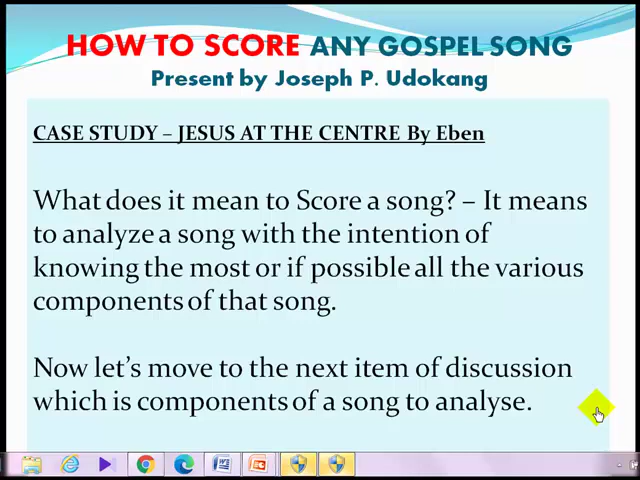 HOW TO SCORE ANY GOSPEL SONG
Present by Joseph P. Udokang
CASE STUDY – JESUS AT THE CENTRE By Eben
What does it mean to Score a song? – It means
to analyze a song with the intention of
knowing the most or if possible all the various
components of that song.
Now let’s move to the next item of discussion
which is components of a song to analyse.